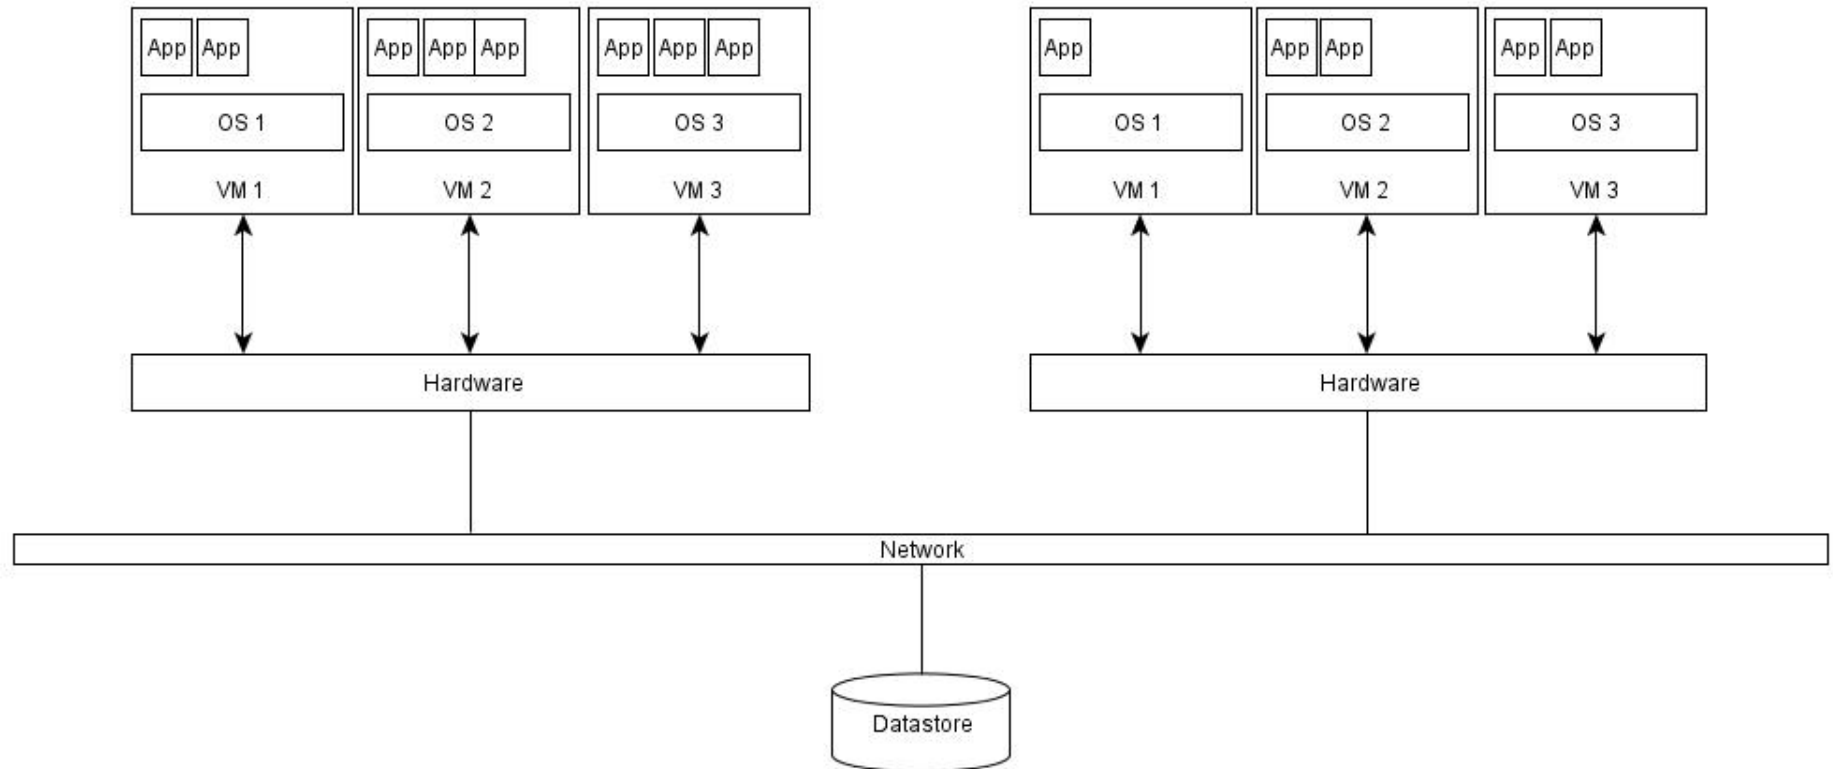 App App App App App App App App App App App App App
OS 1 OS 2 OS 3 OS 1 OS 2 OS 3
VM 1 VM 2 VM 3 VM 1 VM 2 VM 3
Hardware Hardware
Network
Datastore